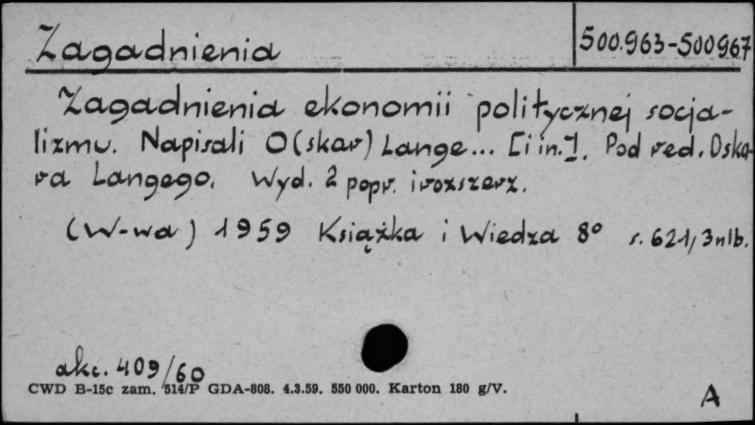 Zagadnienia 500.963-500967
Zagadnienia ekonomii politycznej socja-
lizmu. Napisali O(skar) Lange... [i in.]. Pod red. Oska-
ra Langego. Wyd. 2 popr. i rozszerz.
(W-wa) 1959 Książka i Wiedza 8° s. 621, 3 nlb.
akc. 409/60
CWD B-15c zam. 514/P GDA-808. 4.3.59. 550 000. Karton 180 g/V.
A